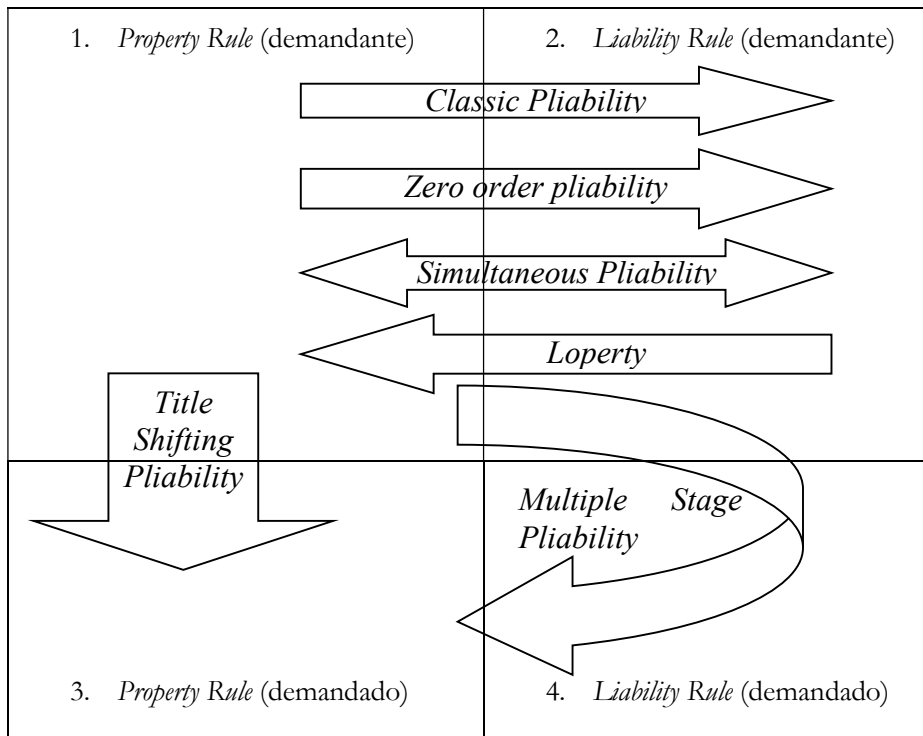 1. Property Rule (demandante)
2. Liability Rule (demandante)
Classic Pliability
Zero order pliability
Simultaneous Pliability
Loperty
Title
Shifting
Pliability
Multiple Stage
Pliability
3. Property Rule (demandado)
4. Liability Rule (demandado)